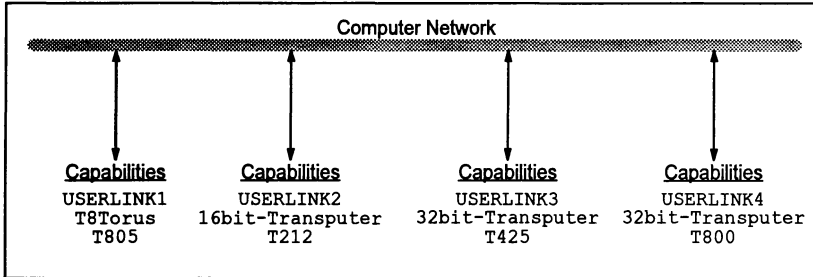 Computer Network
Capabilities
USERLINK1
T8Torus
T805
Capabilities
USERLINK2
16bit-Transputer
T212
Capabilities
USERLINK3
32bit-Transputer
T425
Capabilities
USERLINK4
32bit-Transputer
T800